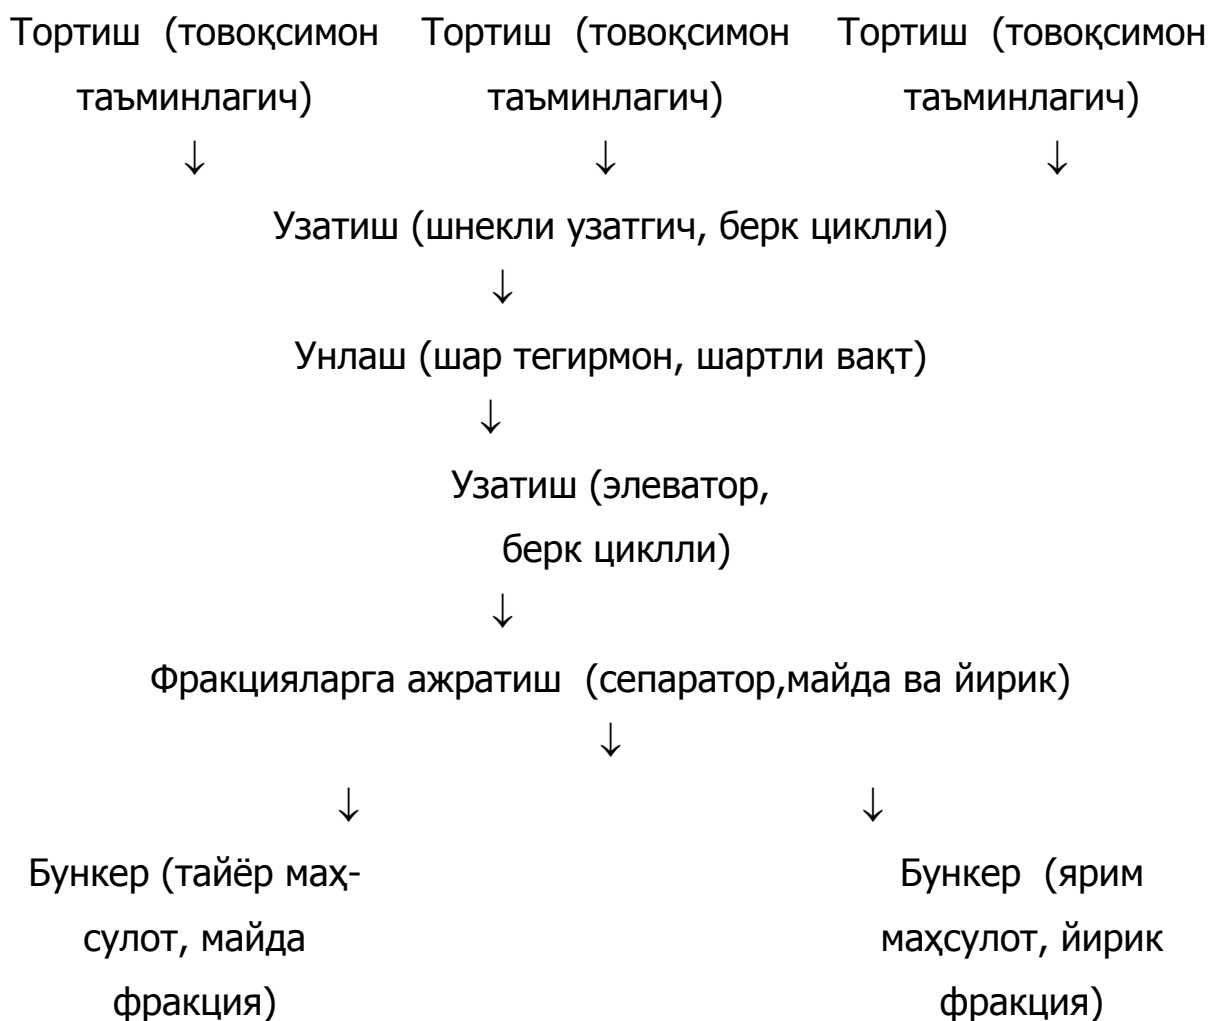 Тортиш (товоқсимон Тортиш (товоқсимон Тортиш (товоқсимон
таъминлагич) таъминлагич) таъминлагич)
↓ ↓ ↓
Узатиш (шнекли узатгич, берк циклли)
↓
Унлаш (шар тегирмон, шартли вақт)
↓
Узатиш (элеватор,
берк циклли)
↓
Фракцияларга ажратиш (сепаратор,майда ва йирик)
↓
↓ ↓
Бункер (тайёр маҳ- Бункер (ярим
сулот, майда маҳсулот, йирик
фракция) фракция)